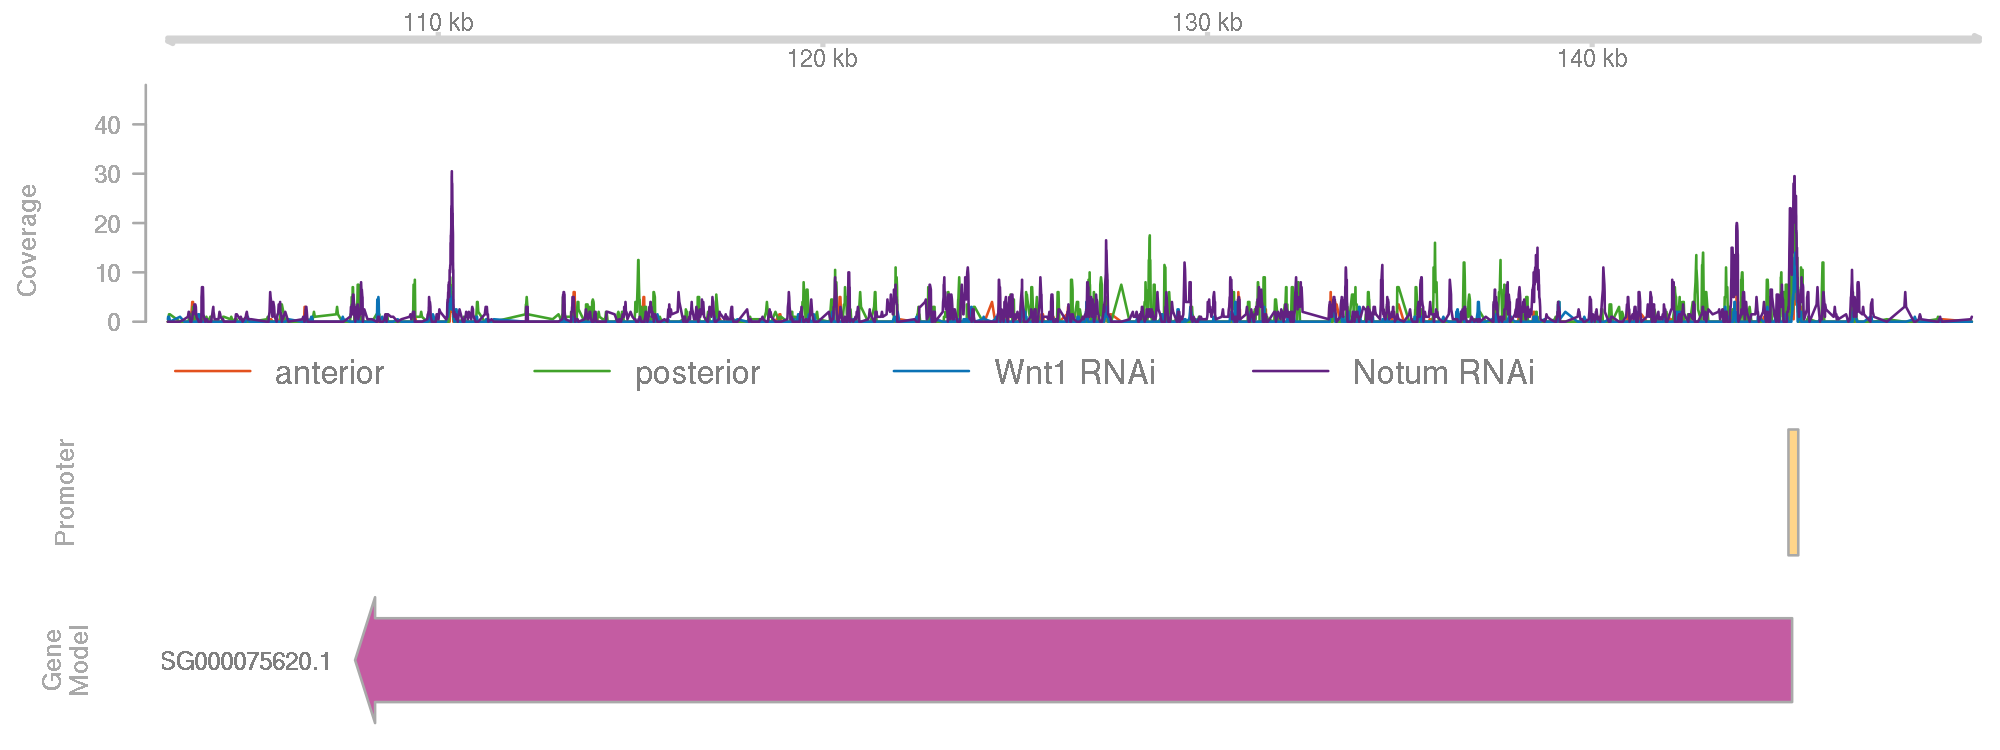 110 kb
130 kb
120 kb
140 kb
Coverage
40
30
20
10
0
anterior
posterior
Wnt1 RNAi
Notum RNAi
Promoter
Gene
Model
SG000075620.1